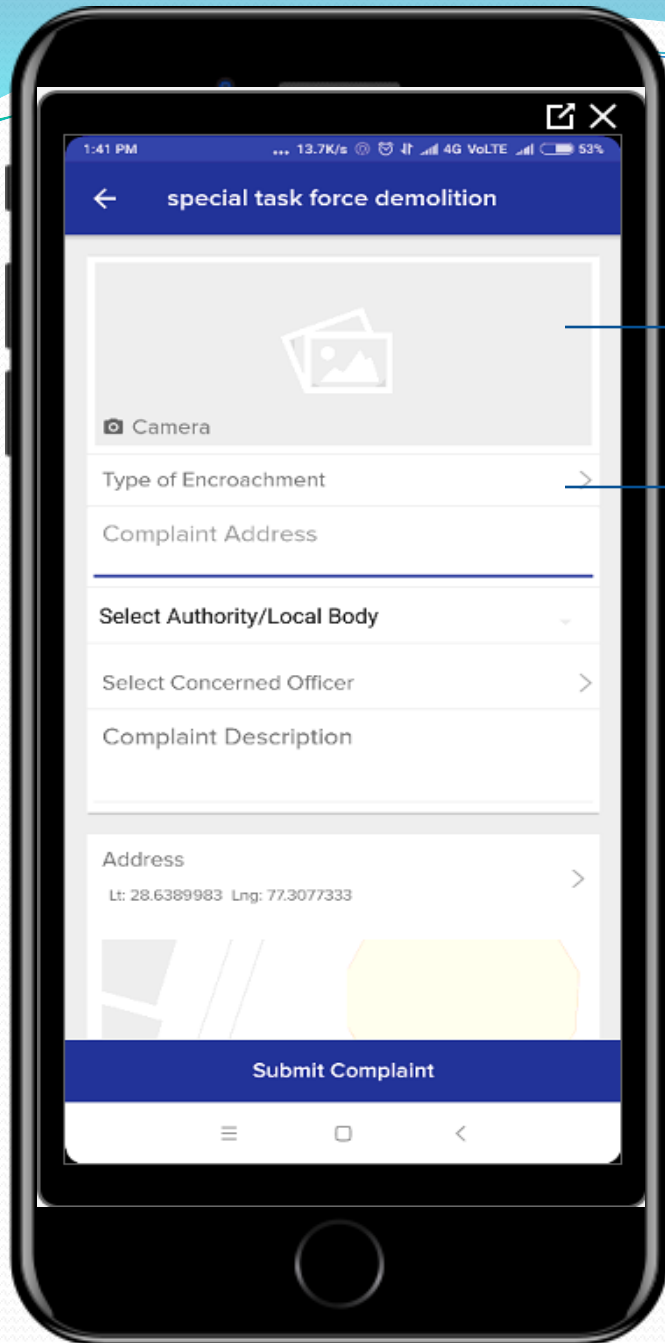 1:41 PM ... 13.7K/s 4G VoLTE 53%
special task force demolition
Camera
Type of Encroachment
Complaint Address
Select Authority/Local Body
Select Concerned Officer
Complaint Description
Address
Lt: 28.6389983 Lng: 77.3077333
Submit Complaint